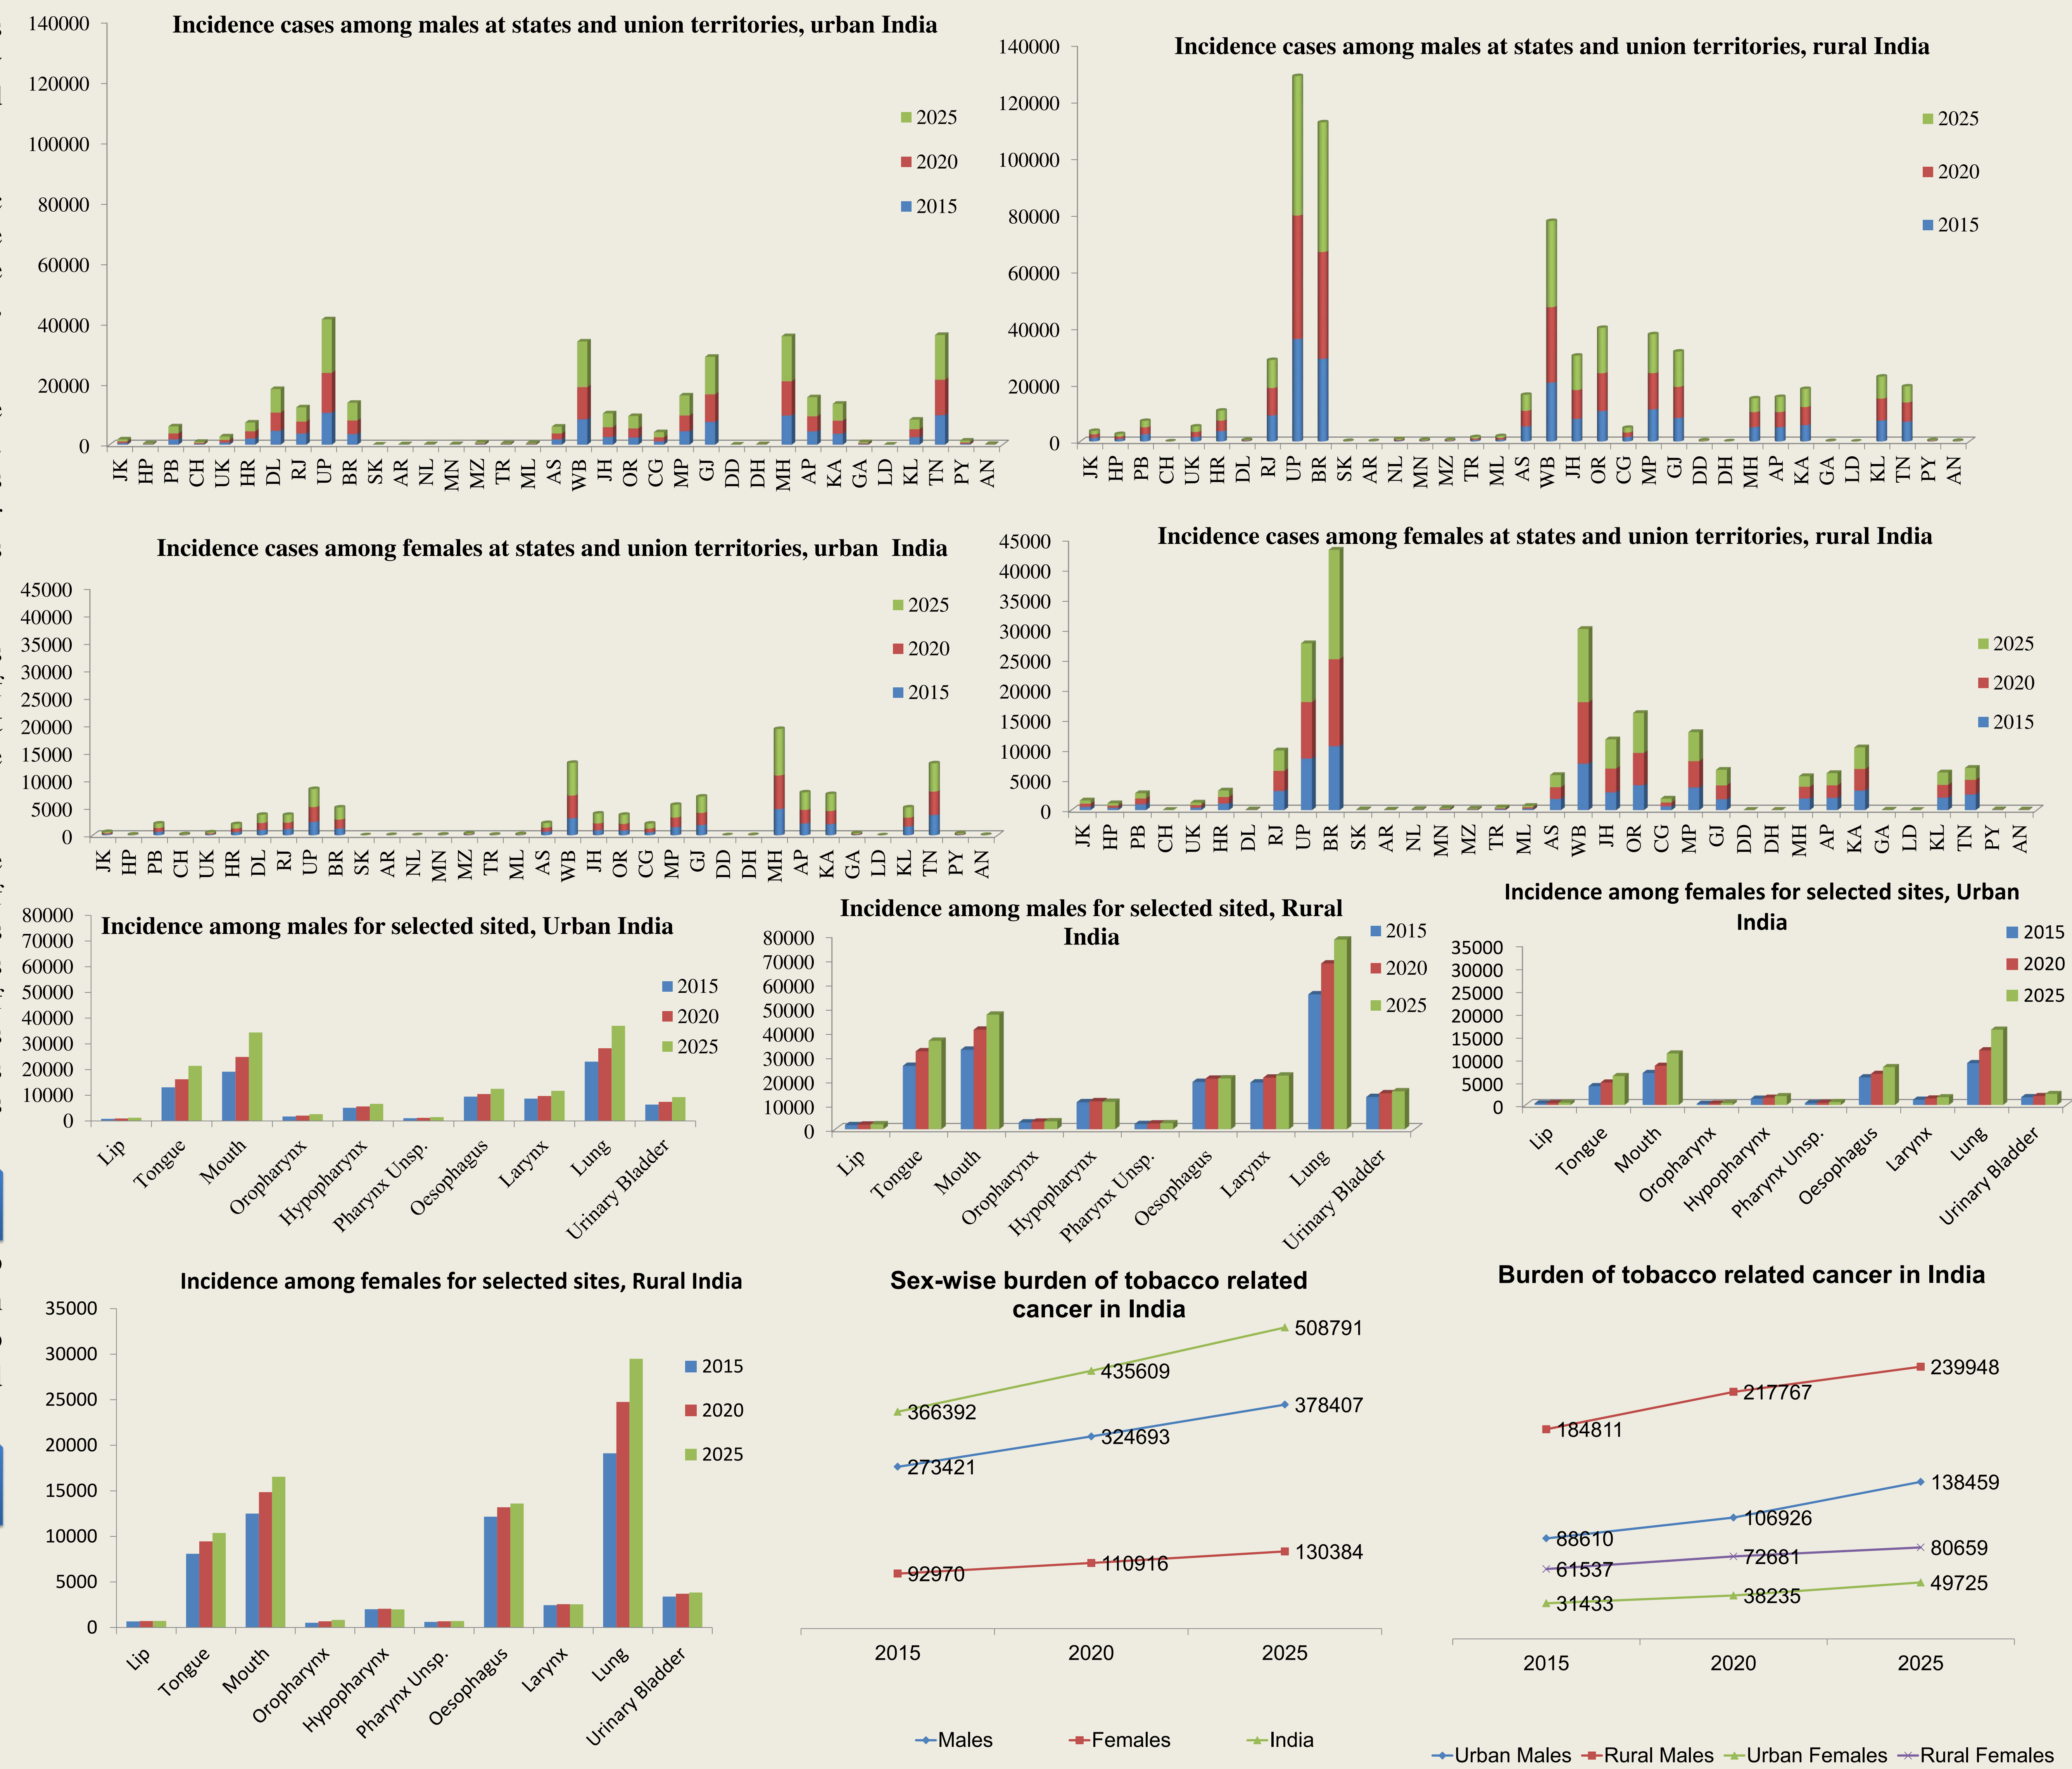 Incidence cases among males at states and union territories, urban India
140000
120000
100000
80000
60000
40000
20000
0
2025
2020
2015
JK HP PB CH UK HR DL RJ UP BR SK AR NL MN MZ TR ML AS WB JH OR CG MP GJ DD DH MH AP KA GA LD KL TN PY AN
Incidence cases among males at states and union territories, rural India
140000
120000
100000
80000
60000
40000
20000
0
2025
2020
2015
JK HP PB CH UK HR DL RJ UP BR SK AR NL MN MZ TR ML AS WB JH OR CG MP GJ DD DH MH AP KA GA LD KL TN PY AN
Incidence cases among females at states and union territories, urban  India
45000
40000
35000
30000
25000
20000
15000
10000
5000
0
2025
2020
2015
JK HP PB CH UK HR DL RJ UP BR SK AR NL MN MZ TR ML AS WB JH OR CG MP GJ DD DH MH AP KA GA LD KL TN PY AN
Incidence cases among females at states and union territories, rural India
45000
40000
35000
30000
25000
20000
15000
10000
5000
0
2025
2020
2015
JK HP PB CH UK HR DL RJ UP BR SK AR NL MN MZ TR ML AS WB JH OR CG MP GJ DD DH MH AP KA GA LD KL TN PY AN
Incidence among males for selected sited, Urban India
80000
70000
60000
50000
40000
30000
20000
10000
0
2015
2020
2025
Lip
Tongue
Mouth
Oropharynx
Hypopharynx
Pharynx Unsp.
Oesophagus
Larynx
Lung
Urinary Bladder
Incidence among males for selected sited, Rural
India
80000
70000
60000
50000
40000
30000
20000
10000
0
2015
2020
2025
Lip
Tongue
Mouth
Oropharynx
Hypopharynx
Pharynx Unsp.
Oesophagus
Larynx
Lung
Urinary Bladder
Incidence among females for selected sites, Urban
India
35000
30000
25000
20000
15000
10000
5000
0
2015
2020
2025
Lip
Tongue
Mouth
Oropharynx
Hypopharynx
Pharynx Unsp.
Oesophagus
Larynx
Lung
Urinary Bladder
Incidence among females for selected sites, Rural India
35000
30000
25000
20000
15000
10000
5000
0
2015
2020
2025
Lip
Tongue
Mouth
Oropharynx
Hypopharynx
Pharynx Unsp.
Oesophagus
Larynx
Lung
Urinary Bladder
Sex-wise burden of tobacco related
cancer in India
508791
435609
366392
378407
324693
273421
130384
110916
92970
2015 2020 2025
Males Females India
Burden of tobacco related cancer in India
239948
217767
184811
138459
106926
88610
80659
72681
61537
49725
38235
31433
2015 2020 2025
Urban Males Rural Males Urban Females Rural Females